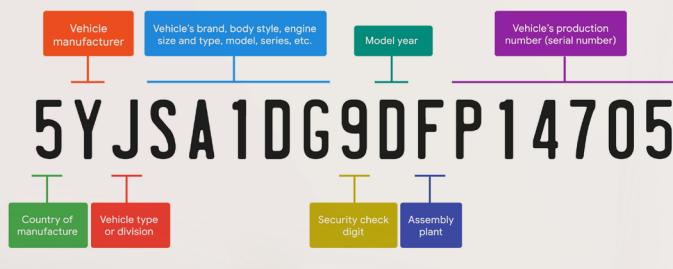 Vehicle
manufacturer
Vehicle's brand, body style, engine
size and type, model, series, etc.
Model year
Vehicle's production
number (serial number)
5YJSA1DG9DFP14705
Country of
manufacture
Vehicle type
or division
Security check
digit
Assembly
plant